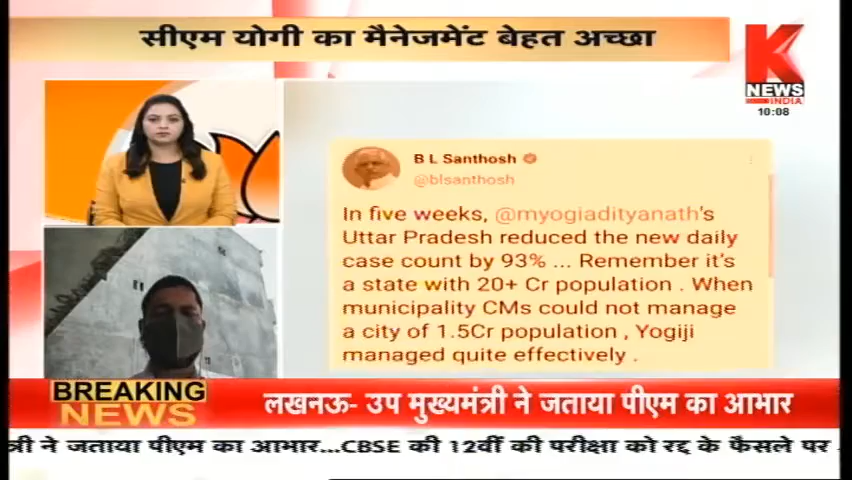 सीएम योगी का मैनेजमेंट बेहत अच्छा
K
NEWS
INDIA
10:08
B L Santhosh
@blsanthosh
In five weeks, @myogiadityanath's
Uttar Pradesh reduced the new daily
case count by 93% ... Remember it's
a state with 20+ Cr population . When
municipality CMs could not manage
a city of 1.5Cr population , Yogiji
managed quite effectively .
BREAKING
NEWS
लखनऊ- उप मुख्यमंत्री ने जताया पीएम का आभार
त्री ने जताया पीएम का आभार...CBSE की 12वीं की परीक्षा को रद्द के फैसले पर